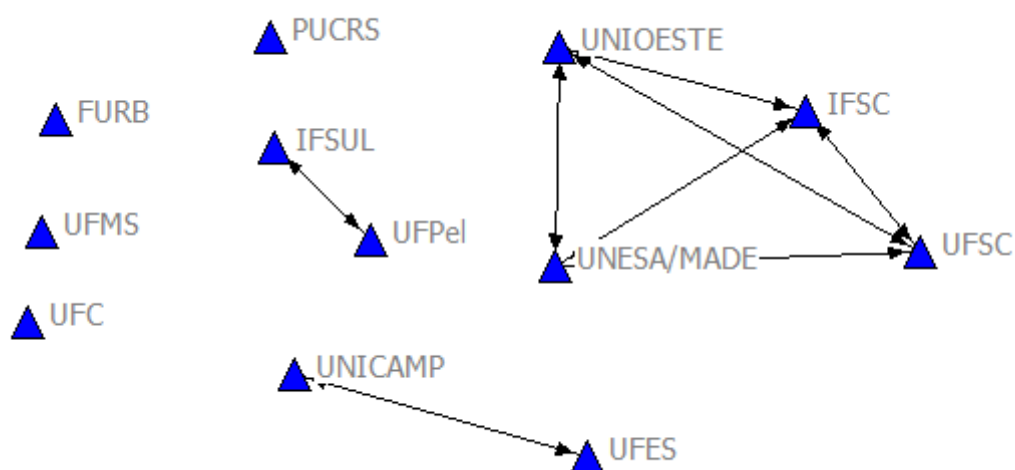 PUCRS
UNIOESTE
FURB
IFSC
IFSUL
UFMS
UFPel
UNESA/MADE
UFSC
UFC
UNICAMP
UFES